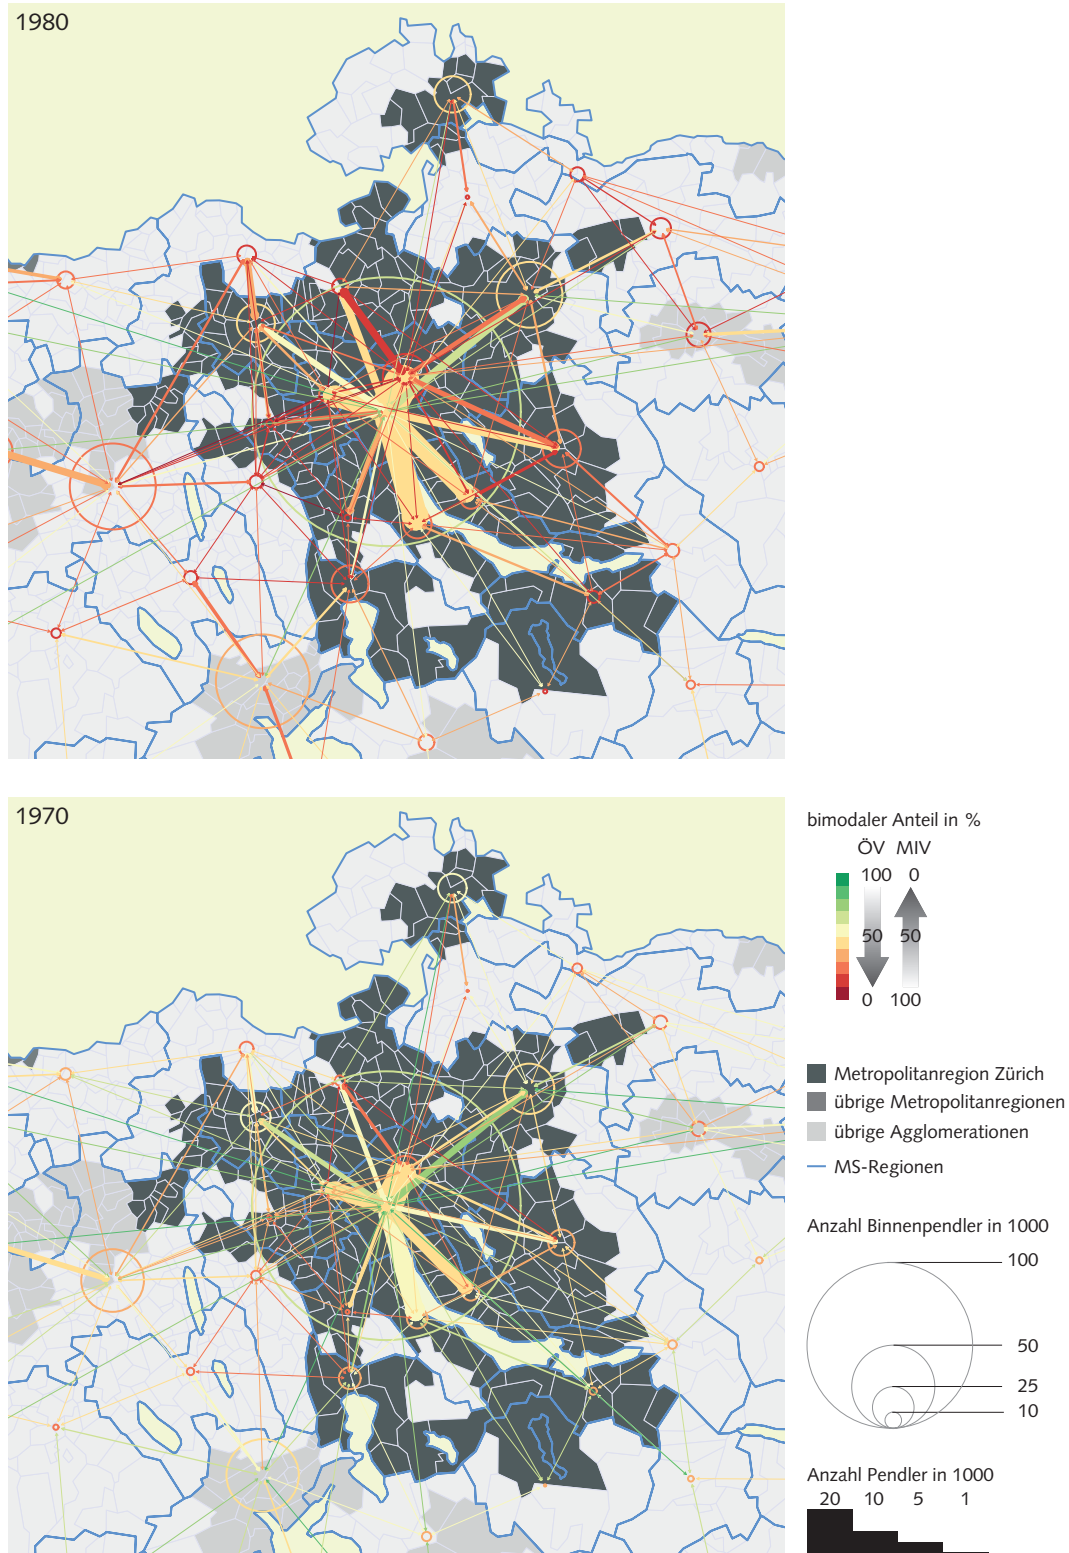 1980
1970
bimodaler Anteil in %
ÖV MIV
100 0
50 50
0 100
Metropolitanregion Zürich
übrige Metropolitanregionen
übrige Agglomerationen
MS-Regionen
Anzahl Binnenpendler in 1000
100
50
25
10
Anzahl Pendler in 1000
20 10 5 1